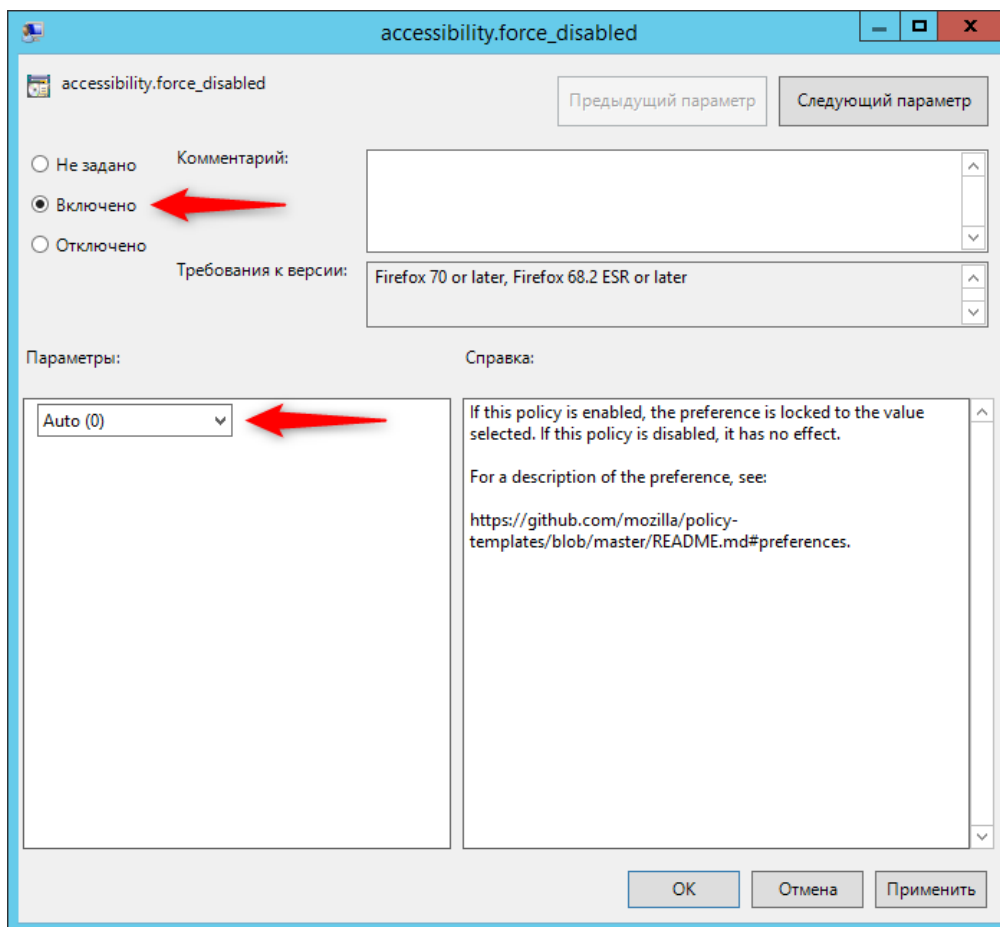 accessibility.force_disabled
accessibility.force_disabled
Предыдущий параметр
Следующий параметр
Не задано
Комментарий:
Включено
Отключено
Требования к версии:
Firefox 70 or later, Firefox 68.2 ESR or later
Параметры:
Справка:
Auto (0)
If this policy is enabled, the preference is locked to the value
selected. If this policy is disabled, it has no effect.
For a description of the preference, see:
https://github.com/mozilla/policy-
templates/blob/master/README.md#preferences.
ОК
Отмена
Применить